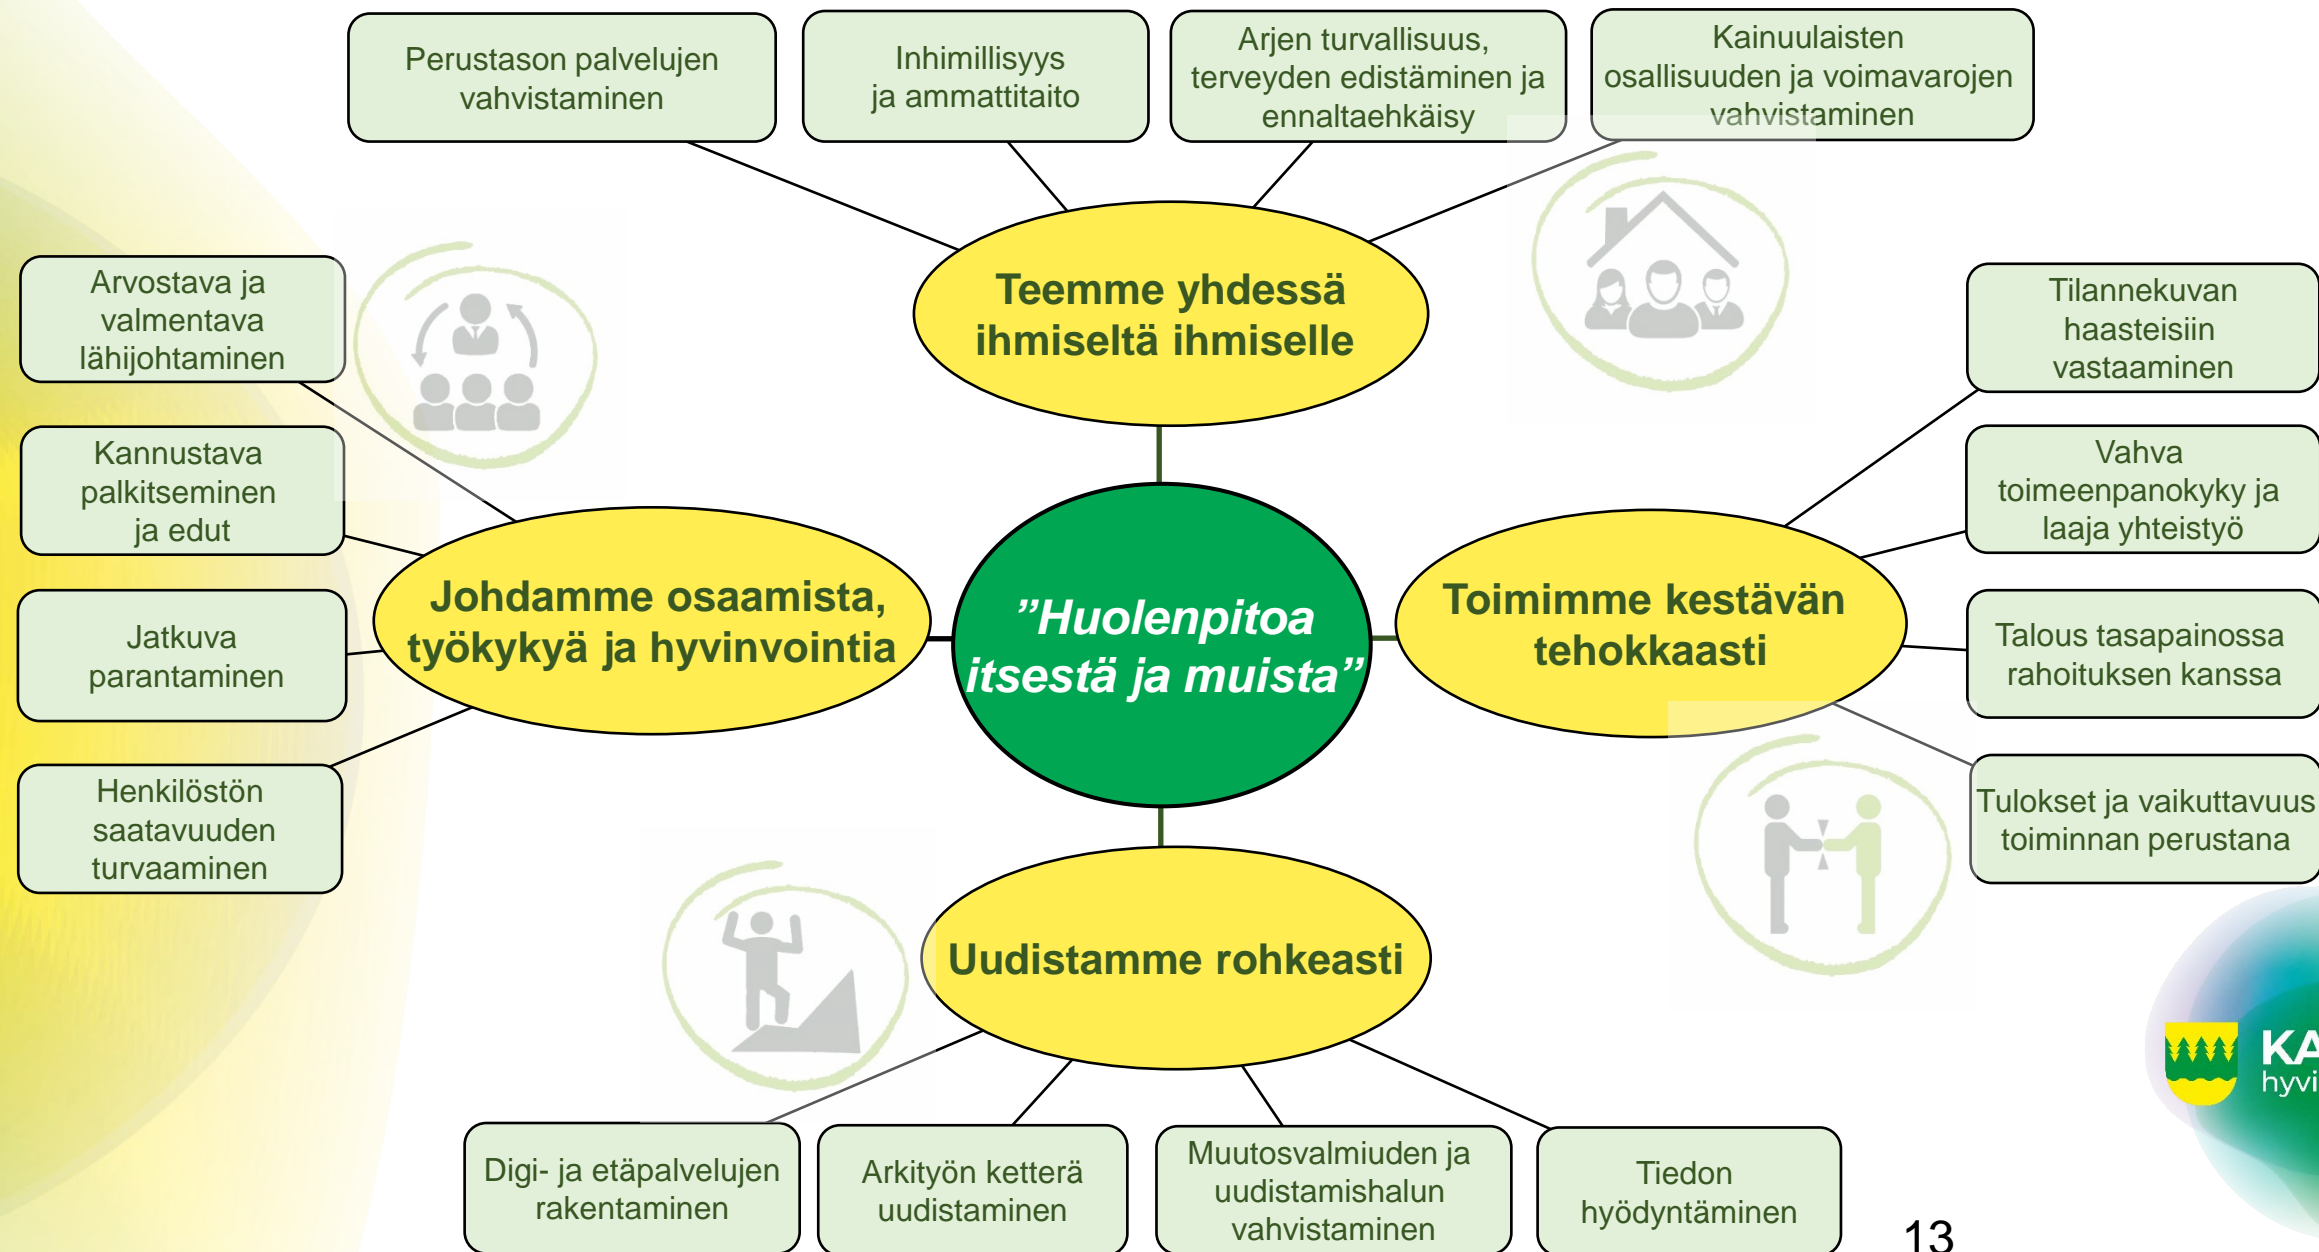 Perustason palvelujen
vahvistaminen
Inhimillisyys
ja ammattitaito
Arjen turvallisuus,
terveyden edistäminen ja
ennaltaehkäisy
Kainuulaisten
osallisuuden ja voimavarojen
vahvistaminen
Teemme yhdessä
ihmiseltä ihmiselle
Arvostava ja
valmentava
lähijohtaminen
Kannustava
palkitseminen
ja edut
Jatkuva
parantaminen
Henkilöstön
saatavuuden
turvaaminen
Johdamme osaamista,
työkykyä ja hyvinvointia
”Huolenpitoa
itsestä ja muista”
Toimimme kestävän
tehokkaasti
Tilannekuvan
haasteisiin
vastaaminen
Vahva
toimeenpanokyky ja
laaja yhteistyö
Talous tasapainossa
rahoituksen kanssa
Tulokset ja vaikuttavuus
toiminnan perustana
Uudistamme rohkeasti
Digi- ja etäpalvelujen
rakentaminen
Arkityön ketterä
uudistaminen
Muutosvalmiuden ja
uudistamishalun
vahvistaminen
Tiedon
hyödyntäminen
KA
hyvi
13